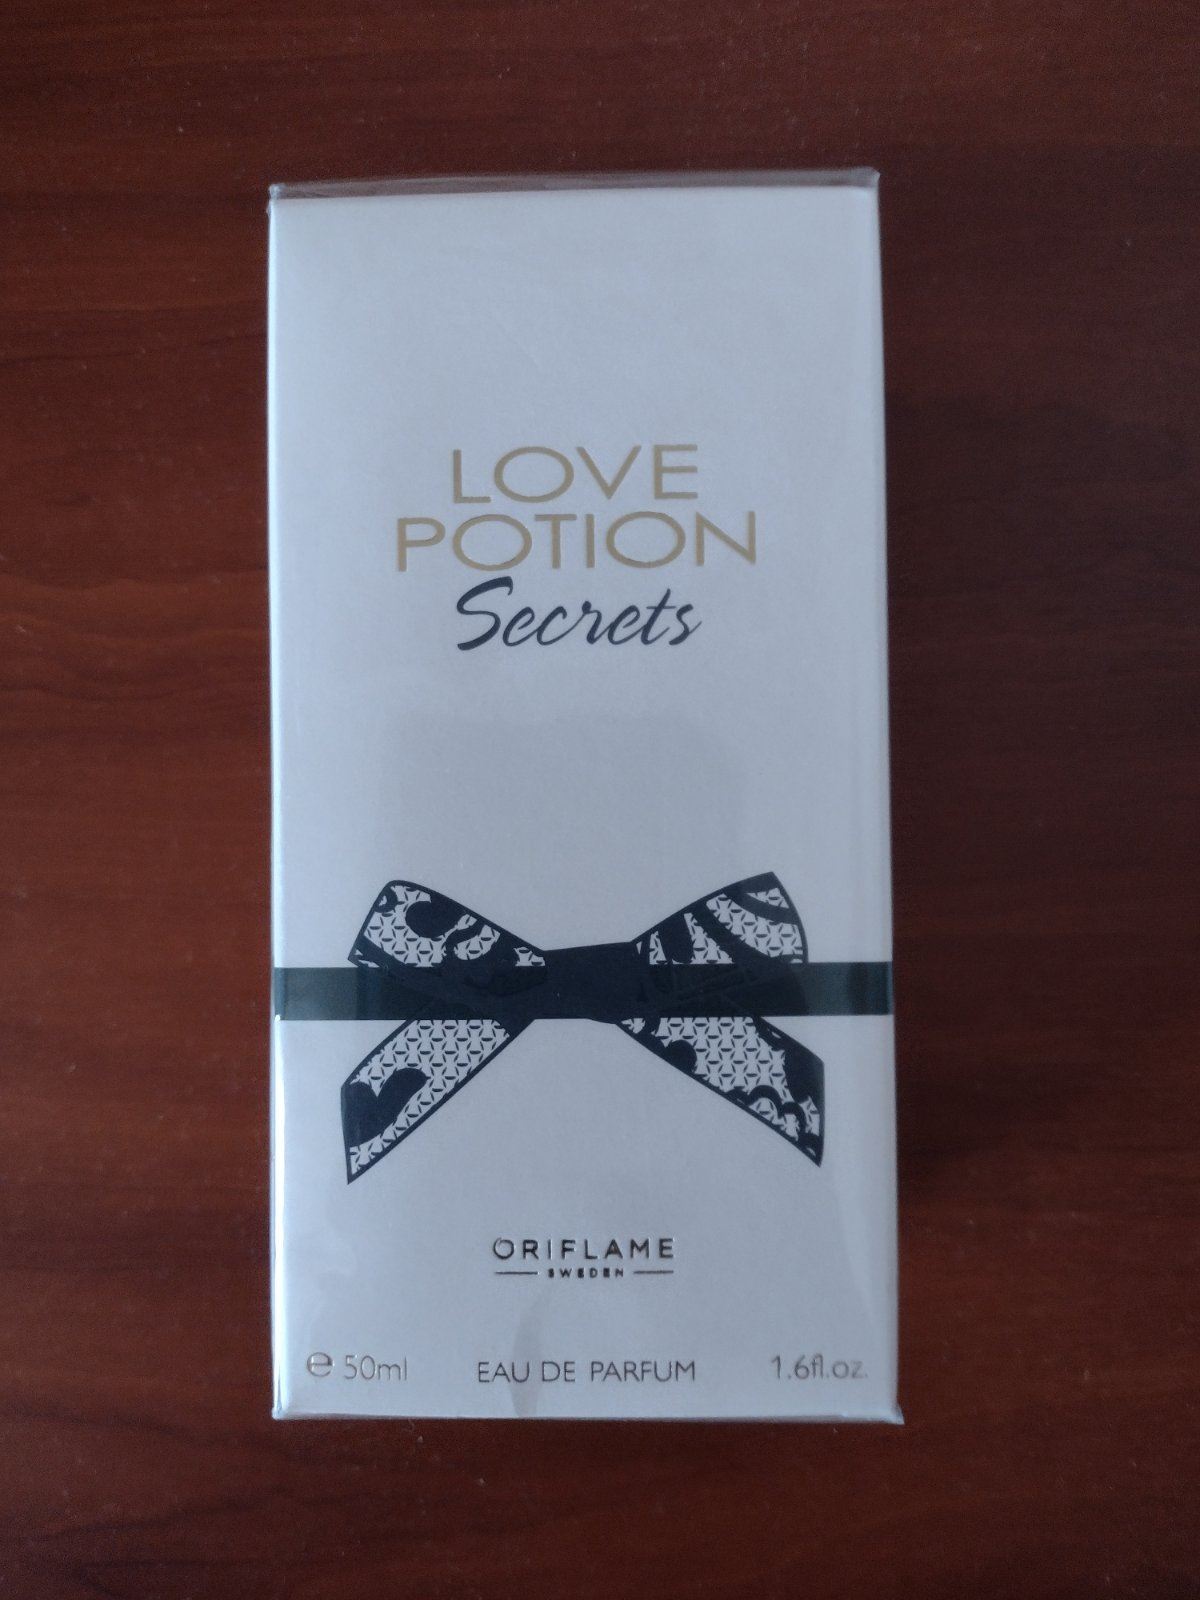 LOVE
POTION
Secrets
ORIFLAME
SWEDEN
℮ 50ml EAU DE PARFUM 1.6fl.oz.